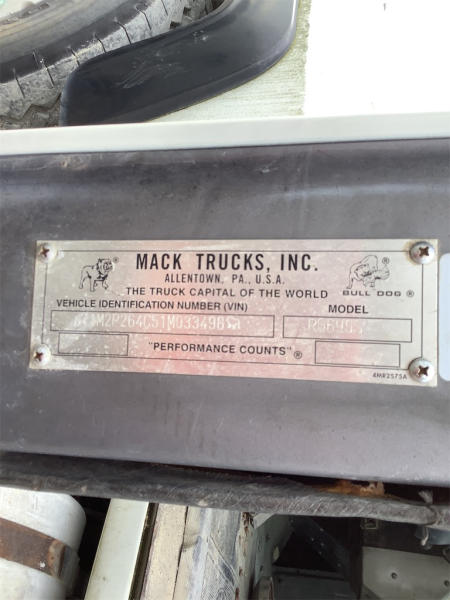 MACK TRUCKS, INC.
ALLENTOWN, PA., U.S.A.
THE TRUCK CAPITAL OF THE WORLD
BULL DOG ®
VEHICLE IDENTIFICATION NUMBER (VIN)
MODEL
"PERFORMANCE COUNTS"®
4MR2575A